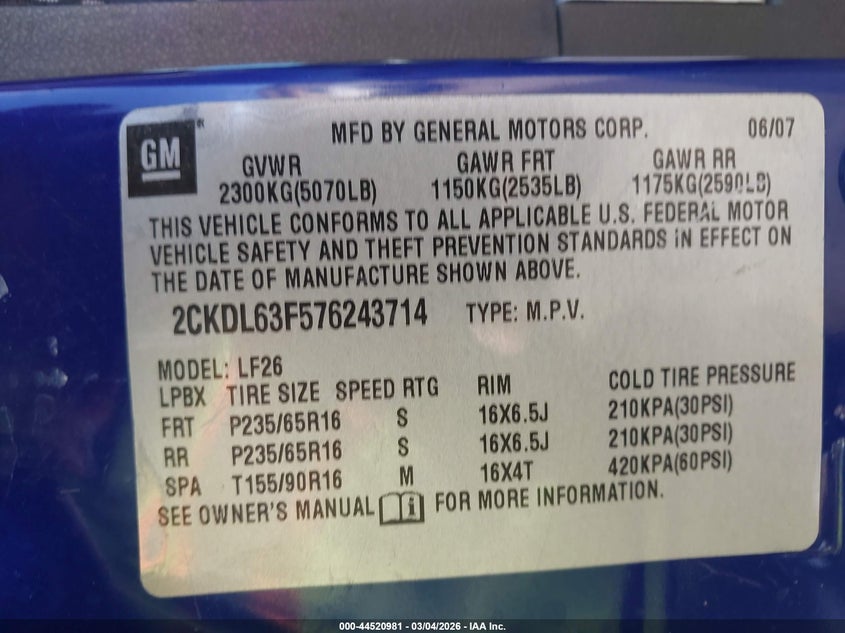 GM
MFD BY GENERAL MOTORS CORP. 06/07
GVWR GAWR FRT GAWR RR
2300KG(5070LB) 1150KG(2535LB) 1175KG(2590LB)
THIS VEHICLE CONFORMS TO ALL APPLICABLE U.S. FEDERAL MOTOR
VEHICLE SAFETY AND THEFT PREVENTION STANDARDS IN EFFECT ON
THE DATE OF MANUFACTURE SHOWN ABOVE.
2CKDL63F576243714 TYPE: M.P.V.
MODEL: LF26
LPBX TIRE SIZE SPEED RTG RIM COLD TIRE PRESSURE
FRT P235/65R16 S 16X6.5J 210KPA(30PSI)
RR P235/65R16 S 16X6.5J 210KPA(30PSI)
SPA T155/90R16 M 16X4T 420KPA(60PSI)
SEE OWNER'S MANUAL FOR MORE INFORMATION.
000-44520981 - 03/04/2026 - IAA Inc.